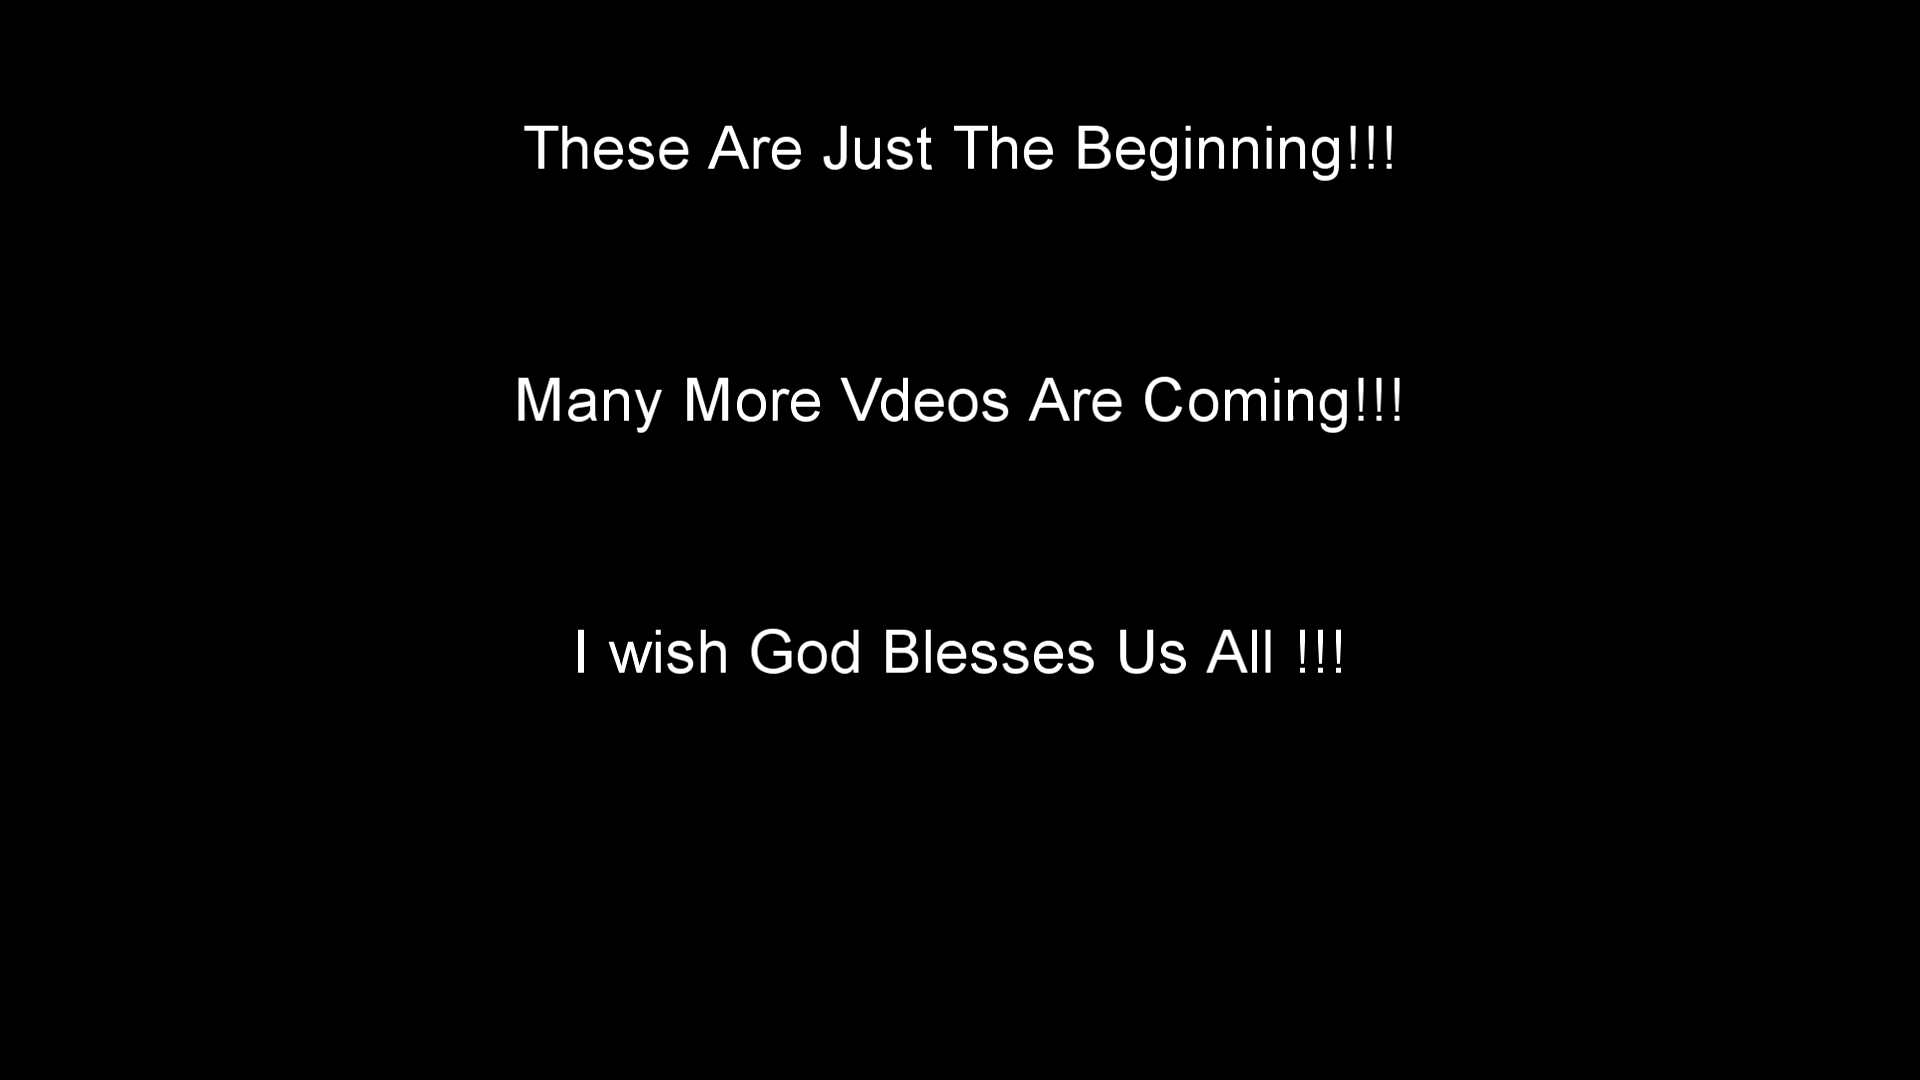 These Are Just The Beginning!!!
Many More Vdeos Are Coming!!!
I wish God Blesses Us All !!!